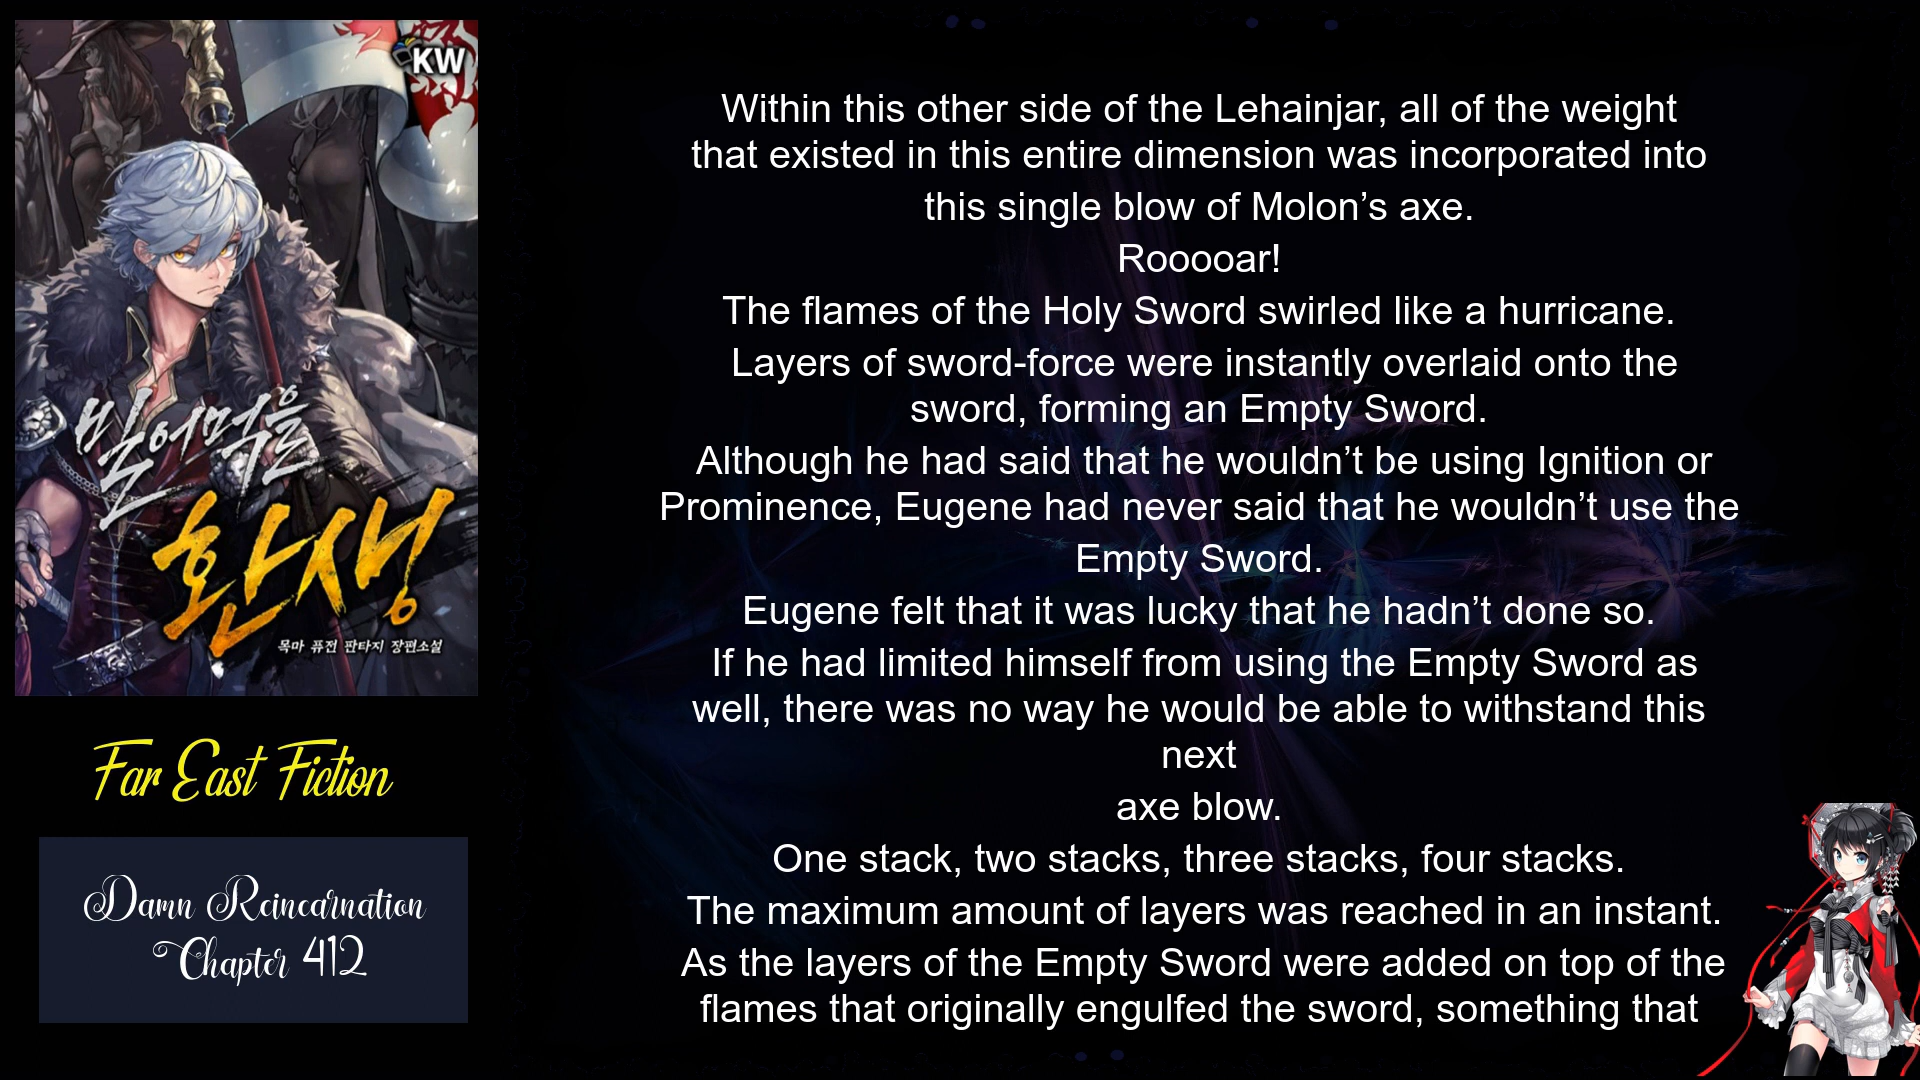 KW
빌어먹을
환생
목마 퓨전 판타지 장편소설
Far East Fiction
Damn Reincarnation
Chapter 412
Within this other side of the Lehainjar, all of the weight
that existed in this entire dimension was incorporated into
this single blow of Molon’s axe.
Rooooar!
The flames of the Holy Sword swirled like a hurricane.
Layers of sword-force were instantly overlaid onto the
sword, forming an Empty Sword.
Although he had said that he wouldn’t be using Ignition or
Prominence, Eugene had never said that he wouldn’t use the
Empty Sword.
Eugene felt that it was lucky that he hadn’t done so.
If he had limited himself from using the Empty Sword as
well, there was no way he would be able to withstand this
next
axe blow.
One stack, two stacks, three stacks, four stacks.
The maximum amount of layers was reached in an instant.
As the layers of the Empty Sword were added on top of the
flames that originally engulfed the sword, something that